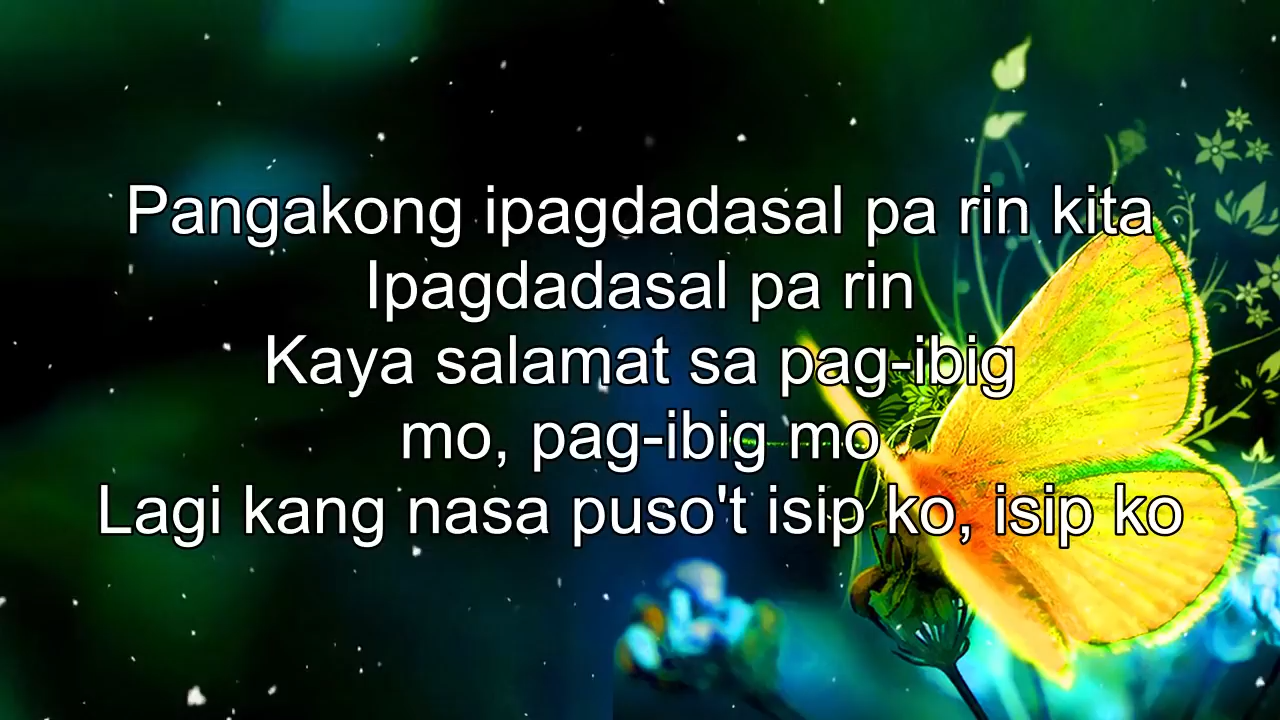 Pangakong ipagdadasal pa rin kita
Ipagdadasal pa rin
Kaya salamat sa pag-ibig
mo, pag-ibig mo
Lagi kang nasa puso't isip ko, isip ko